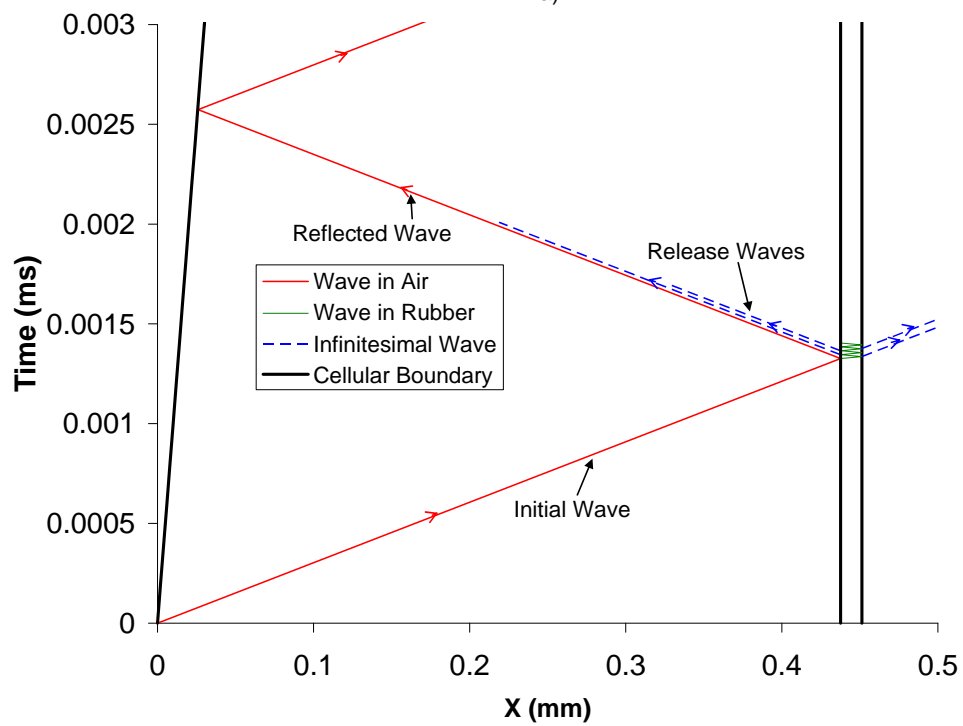 0.003
0.0025
0.002
0.0015
0.001
0.0005
0
Time (ms)
Reflected Wave
Release Waves
Wave in Air
Wave in Rubber
Infinitesimal Wave
Cellular Boundary
Initial Wave
0 0.1 0.2 0.3 0.4 0.5
X (mm)